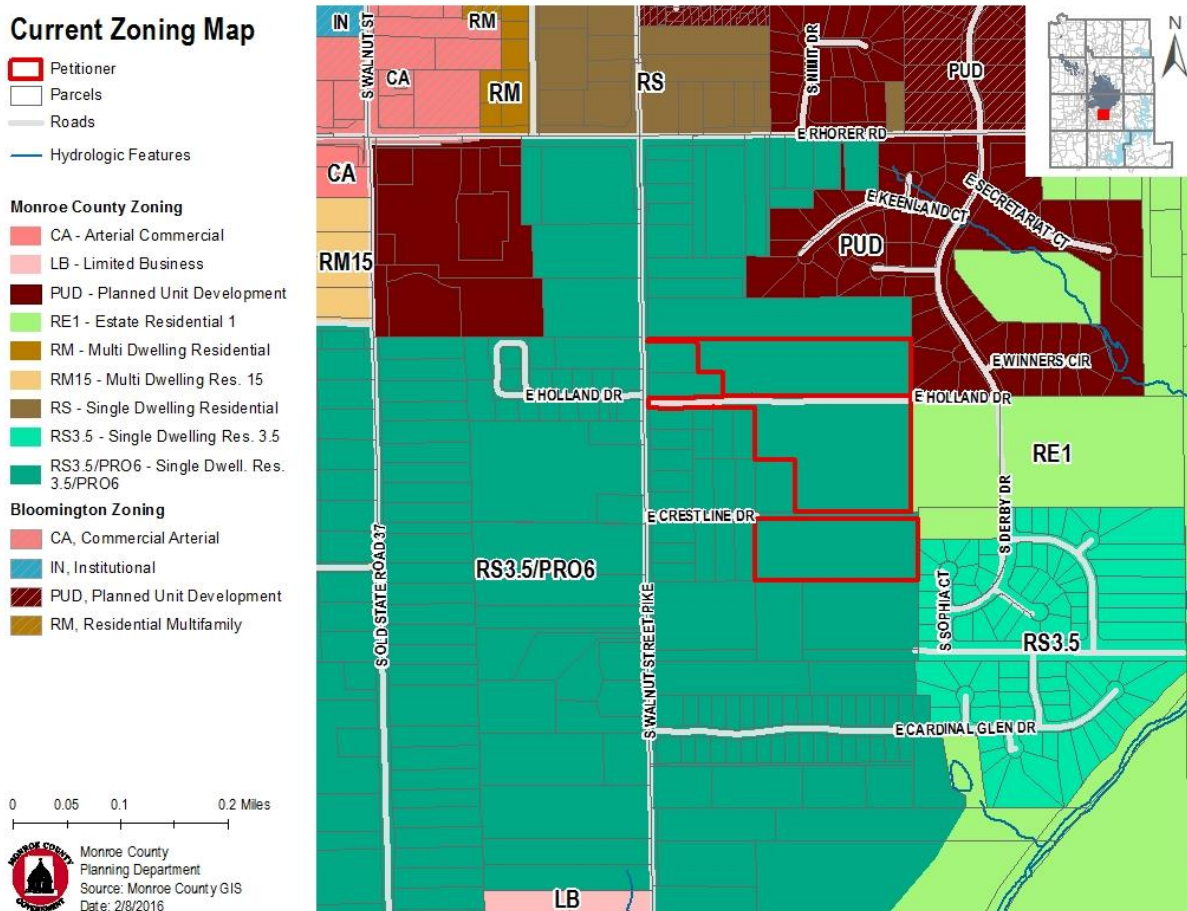 Current Zoning Map
Petitioner
Parcels
Roads
Hydrologic Features
Monroe County Zoning
CA - Arterial Commercial
LB - Limited Business
PUD - Planned Unit Development
RE1 - Estate Residential 1
RM - Multi Dwelling Residential
RM15 - Multi Dwelling Res. 15
RS - Single Dwelling Residential
RS3.5 - Single Dwelling Res. 3.5
RS3.5/PRO6 - Single Dwell. Res.
3.5/PRO6
Bloomington Zoning
CA, Commercial Arterial
IN, Institutional
PUD, Planned Unit Development
RM, Residential Multifamily
0 0.05 0.1 0.2 Miles
MONROE COUNTY
GOVERNMENT
Monroe County
Planning Department
Source: Monroe County GIS
Date: 2/8/2016
IN
S WALNUT ST
RM
CA
RM
RS
S NIMIT DR
PUD
N
E RHORER RD
CA
E KEENLAND CT
E SECRETARIAT CT
RM15
PUD
E WINNERS CIR
E HOLLAND DR
E HOLLAND DR
RE1
S DERBY DR
E CRESTLINE DR
S OLD STATE ROAD 37
RS3.5/PRO6
S WALNUT STREET PIKE
S SOPHIA CT
RS3.5
E CARDINAL GLEN DR
LB